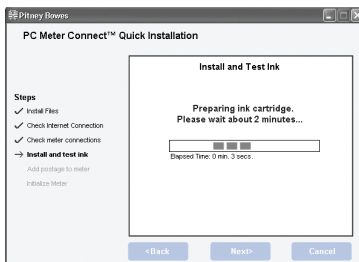 Pitney Bowes
PC Meter Connect™ Quick Installation
Install and Test Ink
Steps
Install Files
Check Internet Connection
Check meter connections
Install and test ink
Add postage to meter
Initialize Meter
Preparing ink cartridge.
Please wait about 2 minutes...
Elapsed Time: 0 min. 3 secs.
<Back
Next>
Cancel